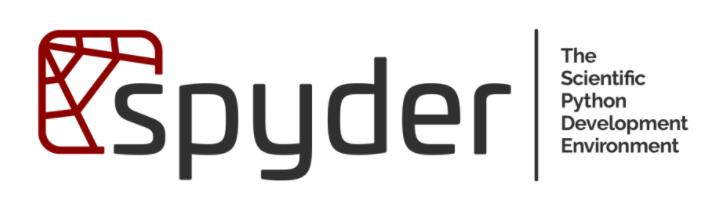 spyder
The
Scientific
Python
Development
Environment